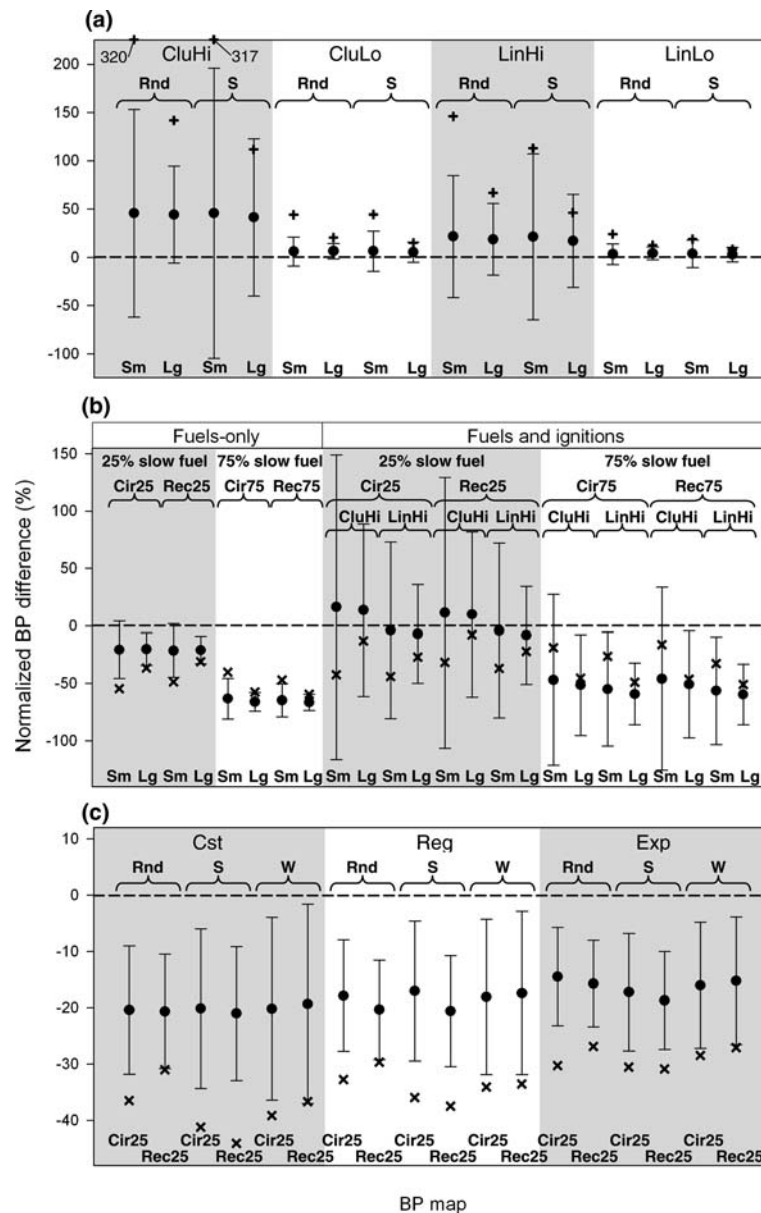 (a)
CluHi CluLo LinHi LinLo
320 317
Rnd S Rnd S Rnd S Rnd S
200
150
100
50
0
-50
-100
Sm Lg Sm Lg Sm Lg Sm Lg Sm Lg Sm Lg Sm Lg Sm Lg
(b)
Fuels-only Fuels and ignitions
25% slow fuel 75% slow fuel 25% slow fuel 75% slow fuel
Cir25 Rec25 Cir75 Rec75 Cir25 Rec25 Cir75 Rec75
CluHi LinHi CluHi LinHi CluHi LinHi CluHi LinHi
150
100
50
0
-50
-100
Normalized BP difference (%)
Sm Lg Sm Lg Sm Lg Sm Lg Sm Lg Sm Lg Sm Lg Sm Lg Sm Lg Sm Lg Sm Lg Sm Lg
(c)
Cst Reg Exp
Rnd S W Rnd S W Rnd S W
10
0
-10
-20
-30
-40
Cir25 Cir25 Cir25 Cir25 Cir25 Cir25 Cir25 Cir25 Cir25
Rec25 Rec25 Rec25 Rec25 Rec25 Rec25 Rec25 Rec25 Rec25
BP map